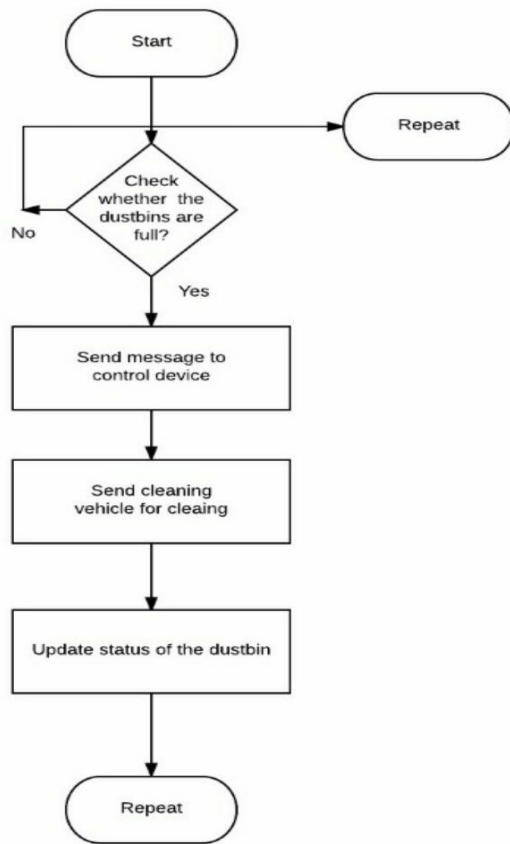 Start
Repeat
Check
whether the
dustbins are
full?
No
Yes
Send message to
control device
Send cleaning
vehicle for cleaing
Update status of the dustbin
Repeat